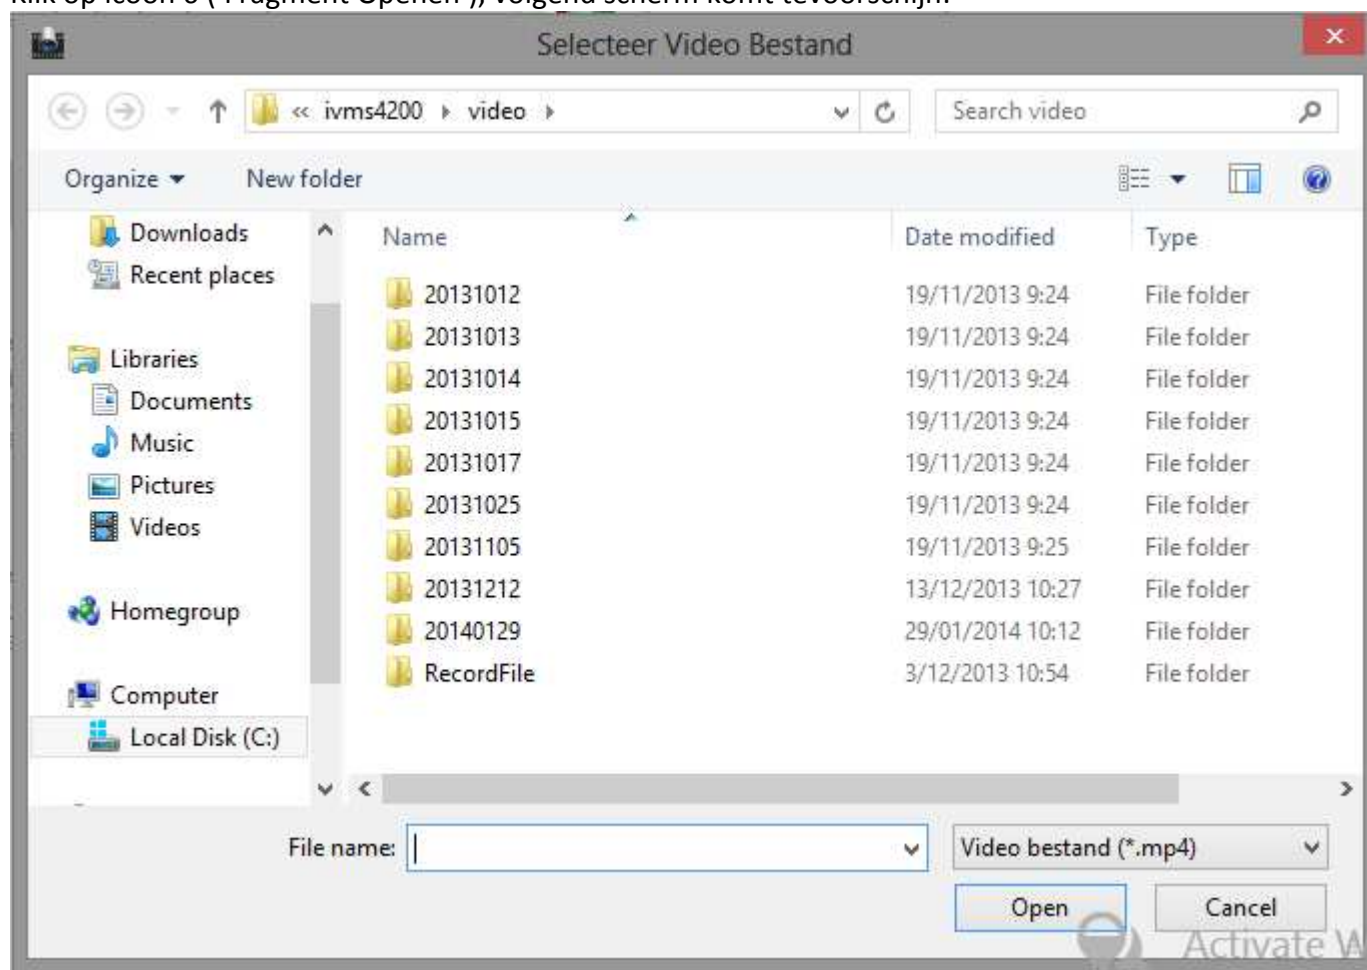 Selecteer Video Bestand
« ivms4200 video
Search video
Organize New folder
Downloads
Recent places
Libraries
Documents
Music
Pictures
Videos
Homegroup
Computer
Local Disk (C:)
Name Date modified Type
20131012 19/11/2013 9:24 File folder
20131013 19/11/2013 9:24 File folder
20131014 19/11/2013 9:24 File folder
20131015 19/11/2013 9:24 File folder
20131017 19/11/2013 9:24 File folder
20131025 19/11/2013 9:24 File folder
20131105 19/11/2013 9:25 File folder
20131212 13/12/2013 10:27 File folder
20140129 29/01/2014 10:12 File folder
RecordFile 3/12/2013 10:54 File folder
File name:
Video bestand (*.mp4)
Open Cancel
Activate W